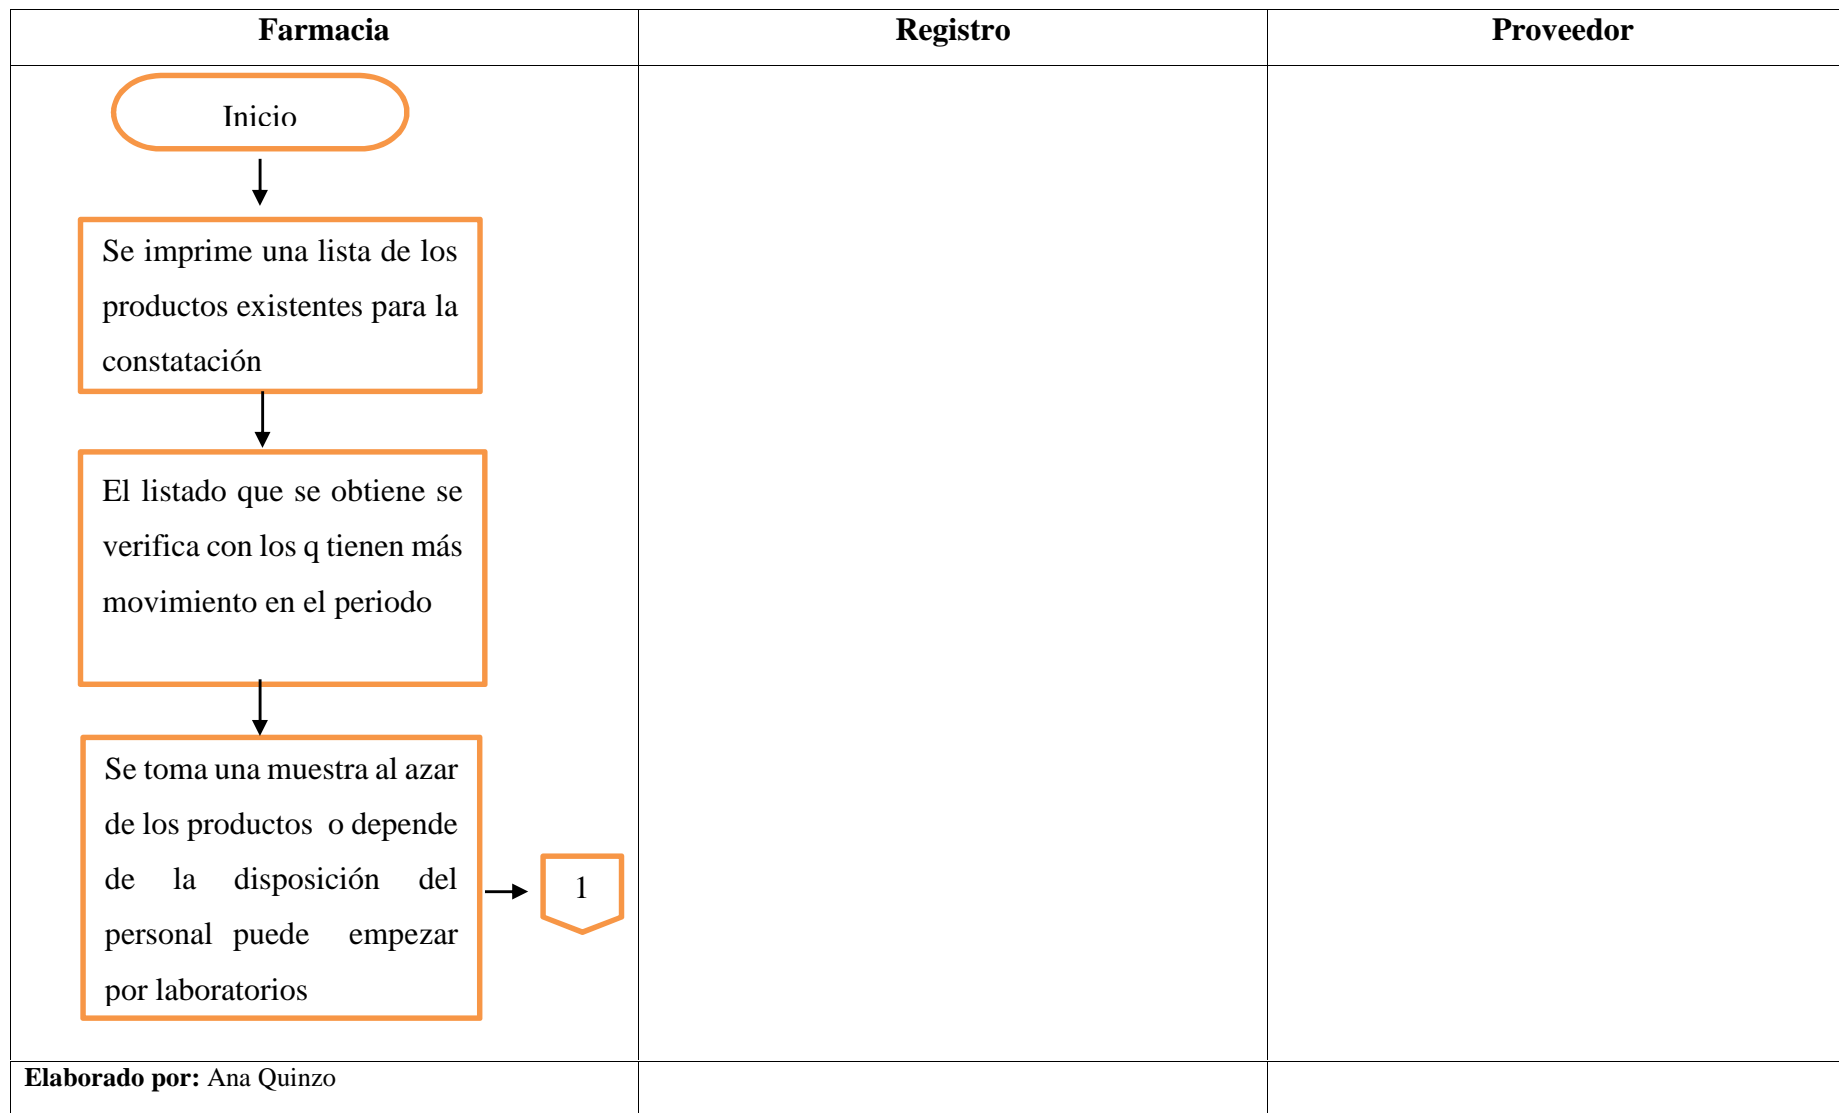 Farmacia
Registro
Proveedor
Inicio
Se imprime una lista de los
productos existentes para la
constatación
El listado que se obtiene se
verifica con los q tienen más
movimiento en el periodo
Se toma una muestra al azar
de los productos o depende
de la disposición del
personal puede empezar
por laboratorios
1
Elaborado por: Ana Quinzo